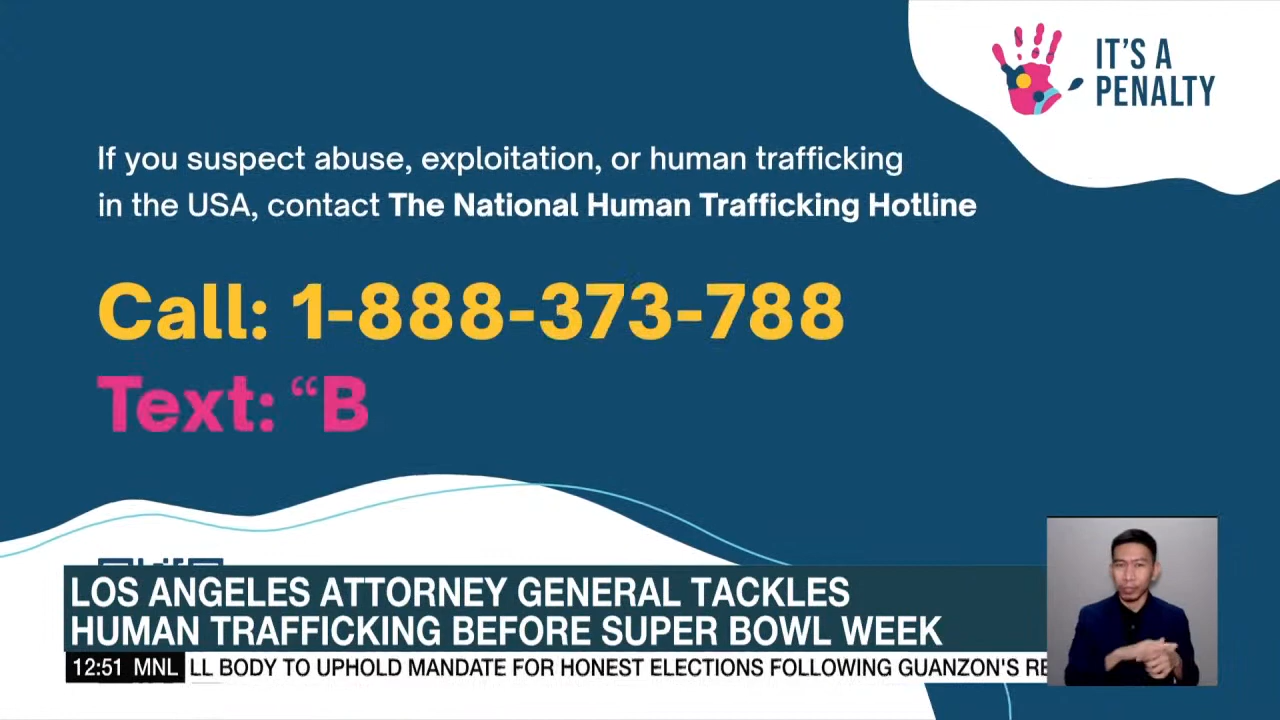 IT'S A
PENALTY
If you suspect abuse, exploitation, or human trafficking
in the USA, contact The National Human Trafficking Hotline
Call: 1-888-373-788
Text: “B
LOS ANGELES ATTORNEY GENERAL TACKLES
HUMAN TRAFFICKING BEFORE SUPER BOWL WEEK
12:51 MNL LL BODY TO UPHOLD MANDATE FOR HONEST ELECTIONS FOLLOWING GUANZON'S RE